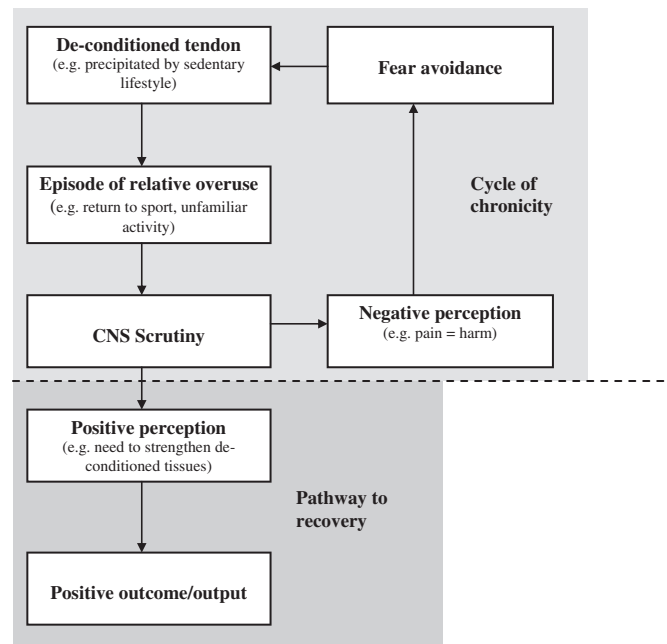 De-conditioned tendon
(e.g. precipitated by sedentary
lifestyle)
Fear avoidance
Episode of relative overuse
(e.g. return to sport, unfamiliar
activity)
Cycle of
chronicity
CNS Scrutiny
Negative perception
(e.g. pain = harm)
Positive perception
(e.g. need to strengthen de-
conditioned tissues)
Pathway to
recovery
Positive outcome/output